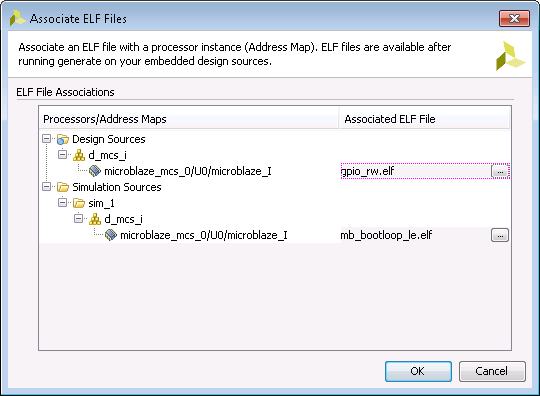 Associate ELF Files
Associate an ELF file with a processor instance (Address Map). ELF files are available after
running generate on your embedded design sources.
ELF File Associations
Processors/Address Maps Associated ELF File
Design Sources
d_mcs_i
microblaze_mcs_0/U0/microblaze_I gpio_rw.elf ...
Simulation Sources
sim_1
d_mcs_i
microblaze_mcs_0/U0/microblaze_I mb_bootloop_le.elf ...
OK Cancel